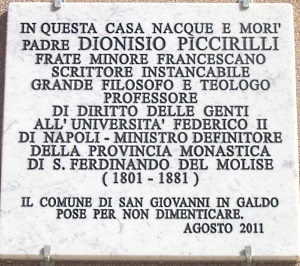 IN QUESTA CASA NACQUE E MORI'
PADRE DIONISIO PICCIRILLI
FRATE MINORE FRANCESCANO
SCRITTORE INSTANCABILE
GRANDE FILOSOFO E TEOLOGO
PROFESSORE
DI DIRITTO DELLE GENTI
ALL' UNIVERSITA' FEDERICO II
DI NAPOLI - MINISTRO DEFINITORE
DELLA PROVINCIA MONASTICA
DI S. FERDINANDO DEL MOLISE
( 1801 - 1881 )
IL COMUNE DI SAN GIOVANNI IN GALDO
POSE PER NON DIMENTICARE.
AGOSTO 2011